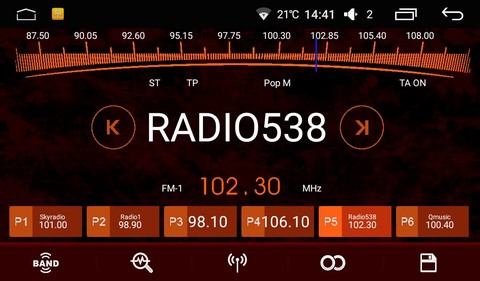 21℃ 14:41 2
87.50 90.05 92.60 95.15 97.70 100.30 102.85 105.40 108.00
ST TP Pop M TA ON
RADIO538
FM-1 102.30 MHz
P1 Skyradio 101.00
P2 Radio1 98.90
P3 98.10
P4 106.10
P5 Radio538 102.30
P6 Qmusic 100.40
BAND